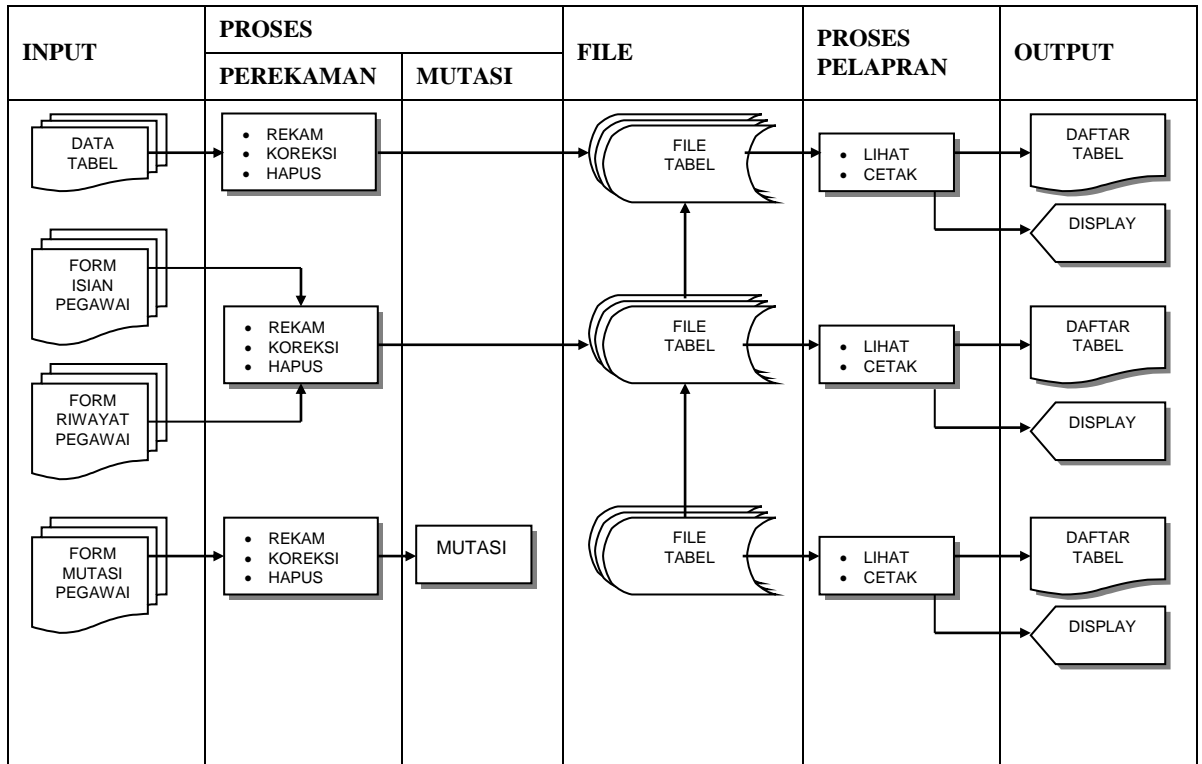 INPUT
PROSES
PEREKAMAN
MUTASI
FILE
PROSES
PELAPRAN
OUTPUT
DATA
TABEL
• REKAM
• KOREKSI
• HAPUS
FILE
TABEL
• LIHAT
• CETAK
DAFTAR
TABEL
DISPLAY
FORM
ISIAN
PEGAWAI
FORM
RIWAYAT
PEGAWAI
• REKAM
• KOREKSI
• HAPUS
FILE
TABEL
• LIHAT
• CETAK
DAFTAR
TABEL
DISPLAY
FORM
MUTASI
PEGAWAI
• REKAM
• KOREKSI
• HAPUS
MUTASI
FILE
TABEL
• LIHAT
• CETAK
DAFTAR
TABEL
DISPLAY